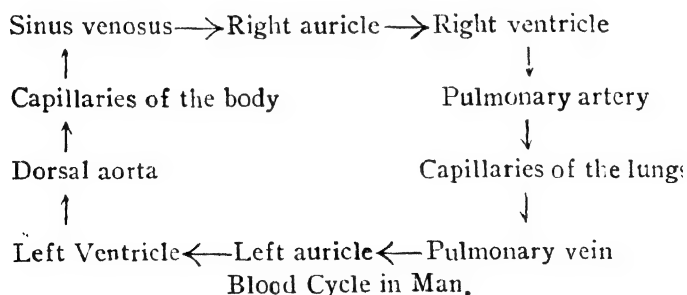 Sinus venosus→Right auricle→Right ventricle
↑ ↓
Capillaries of the body Pulmonary artery
↑ ↓
Dorsal aorta Capillaries of the lungs
↑ ↓
Left Ventricle←Left auricle←Pulmonary vein
Blood Cycle in Man.